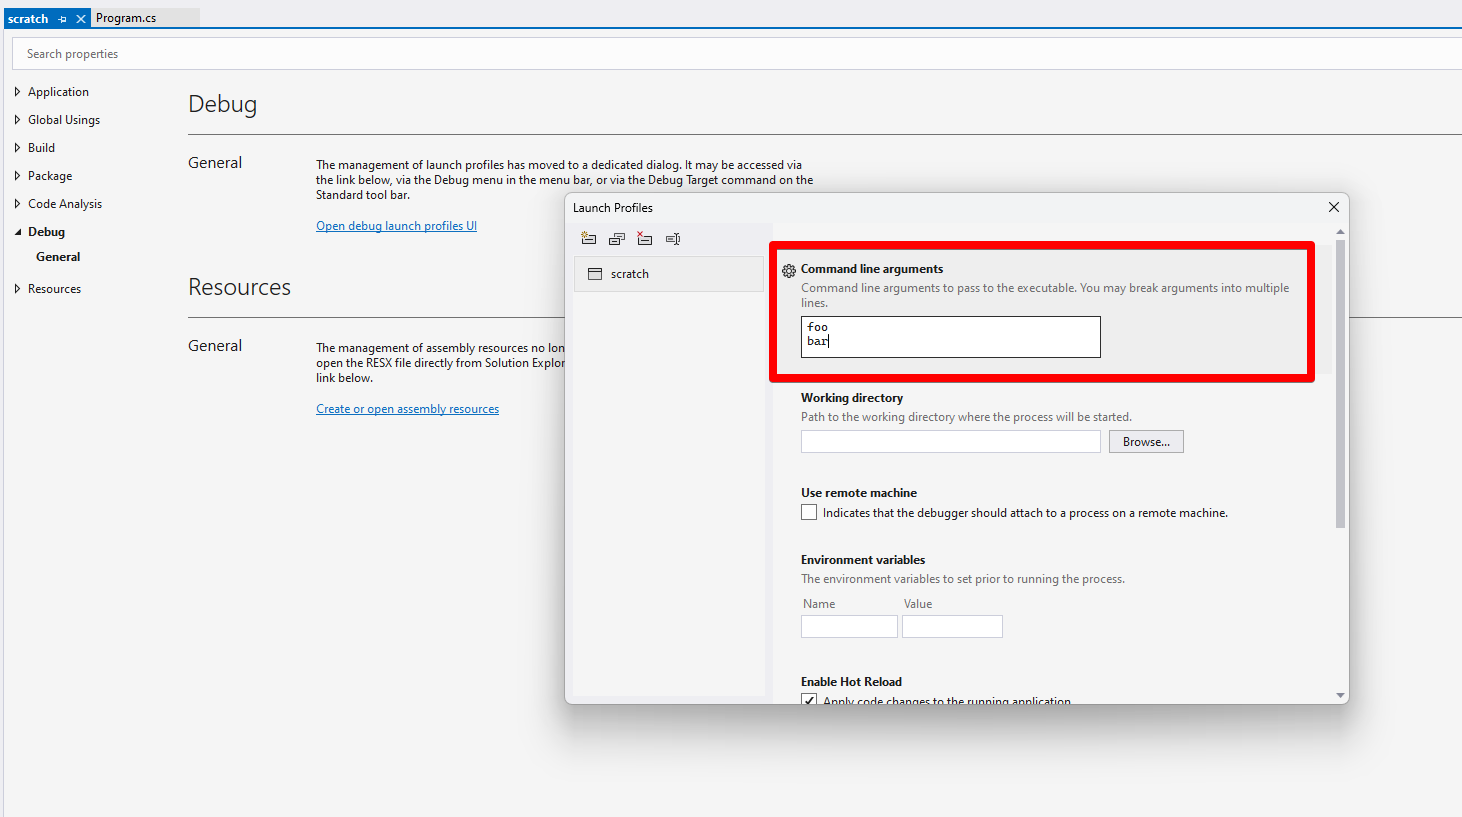 scratch
Program.cs
Search properties
Application
Global Usings
Build
Package
Code Analysis
Debug
General
Resources
Debug
General
The management of launch profiles has moved to a dedicated dialog. It may be accessed via
the link below, via the Debug menu in the menu bar, or via the Debug Target command on the
Standard tool bar.
Open debug launch profiles UI
Resources
General
The management of assembly resources no lon
open the RESX file directly from Solution Explor
link below.
Create or open assembly resources
Launch Profiles
scratch
Command line arguments
Command line arguments to pass to the executable. You may break arguments into multiple
lines.
foo
bar
Working directory
Path to the working directory where the process will be started.
Browse...
Use remote machine
Indicates that the debugger should attach to a process on a remote machine.
Environment variables
The environment variables to set prior to running the process.
Name Value
Enable Hot Reload
Apply code changes to the running application